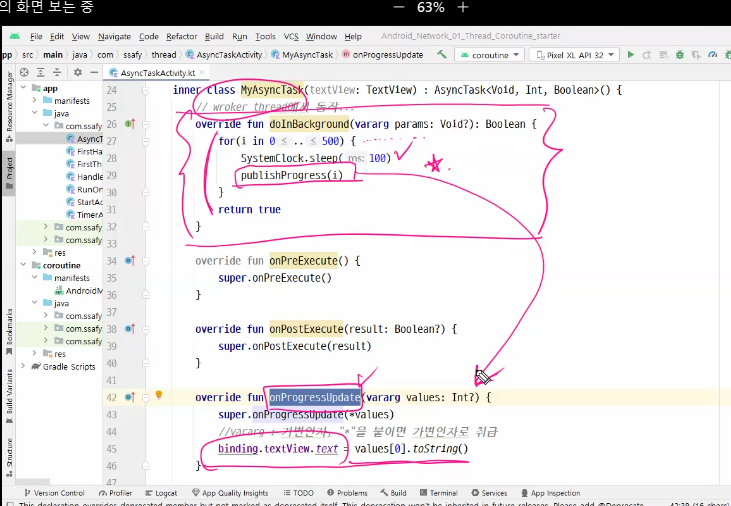 의 화면 보는 중
63%
File Edit View Navigate Code Refactor Build Run Tools VCS Window Help Android_Network_01_Thread_Coroutine_starter
pp src main java com ssafy thread AsyncTaskActivity MyAsyncTask onProgressUpdate coroutine Pixel XL API 32
Resource Manager
Project
Bookmarks
Build Variants
Structure
app
manifests
java
com.ssafy
AsyncT
FirstHa
FirstTh
Handle
RunOn
StartAc
TimerA
com.ssafy
com.ssafy
res
coroutine
manifests
AndroidM
java
com.ssafy
com.ssafy
com.ssafy
res
Gradle Scripts
AsyncTaskActivity.kt
24 inner class MyAsyncTask(textView: TextView) : AsyncTask<Void, Int, Boolean>() {
25 // wroker thread에서 동작...
26 override fun doInBackground(vararg params: Void?): Boolean {
27 for(i in 0 ≤ .. ≤ 500) {
28 SystemClock.sleep( ms: 100)
29 publishProgress(i)
30 }
31 return true
32 }
33
34 override fun onPreExecute() {
35 super.onPreExecute()
36 }
37
38 override fun onPostExecute(result: Boolean?) {
39 super.onPostExecute(result)
40 }
41
42 override fun onProgressUpdate(vararg values: Int?) {
43 super.onProgressUpdate(*values)
44 //vararg : 가변인자, "*"을 붙이면 가변인자로 취급
45 binding.textView.text = values[0].toString()
46 }
Version Control Profiler Logcat App Quality Insights TODO Problems Build Terminal Services App Inspection
This declaration overrides deprecated member but not marked as deprecated itself. This deprecation won't be inherited in future releases. Please add @Deprecate 42:29 (16 chars)